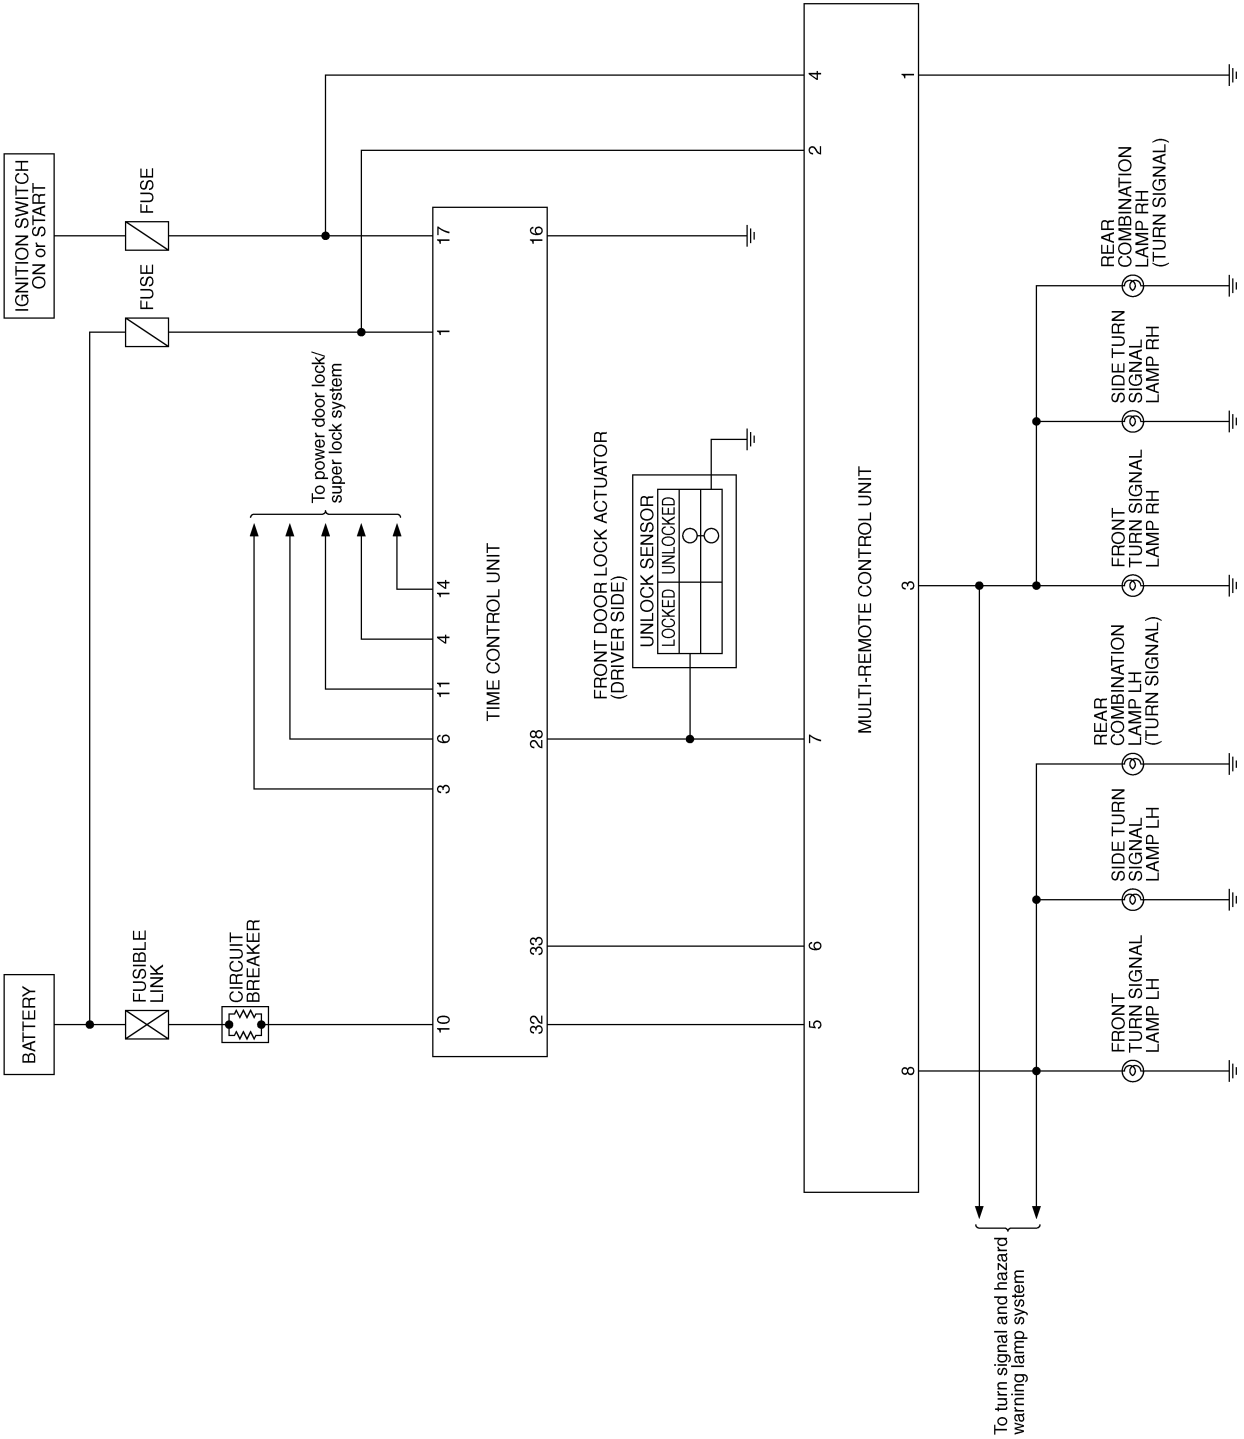 BATTERY
IGNITION SWITCH
ON or START
FUSIBLE
LINK
FUSE
FUSE
CIRCUIT
BREAKER
To power door lock/
super lock system
10
3
6
11
4
14
1
17
TIME CONTROL UNIT
32
33
28
16
FRONT DOOR LOCK ACTUATOR
(DRIVER SIDE)
UNLOCK SENSOR
LOCKED
UNLOCKED
5
6
7
2
4
MULTI-REMOTE CONTROL UNIT
8
3
1
To turn signal and hazard
warning lamp system
FRONT
TURN SIGNAL
LAMP LH
SIDE TURN
SIGNAL
LAMP LH
REAR
COMBINATION
LAMP LH
(TURN SIGNAL)
FRONT
TURN SIGNAL
LAMP RH
SIDE TURN
SIGNAL
LAMP RH
REAR
COMBINATION
LAMP RH
(TURN SIGNAL)